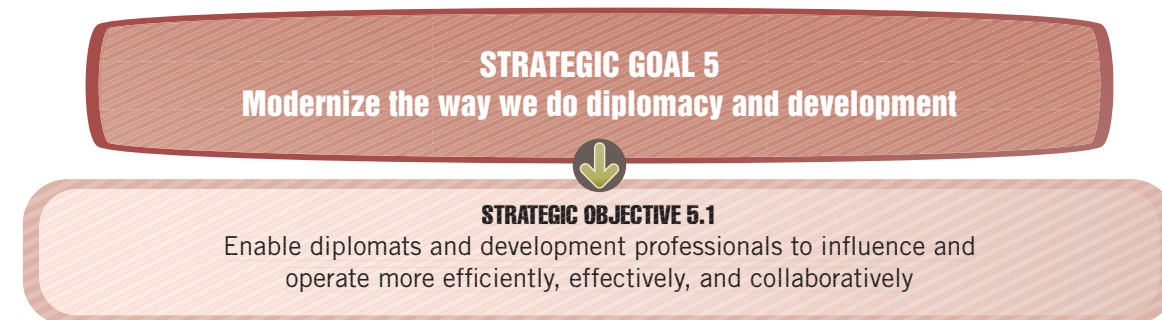 STRATEGIC GOAL 5
Modernize the way we do diplomacy and development
STRATEGIC OBJECTIVE 5.1
Enable diplomats and development professionals to influence and
operate more efficiently, effectively, and collaboratively